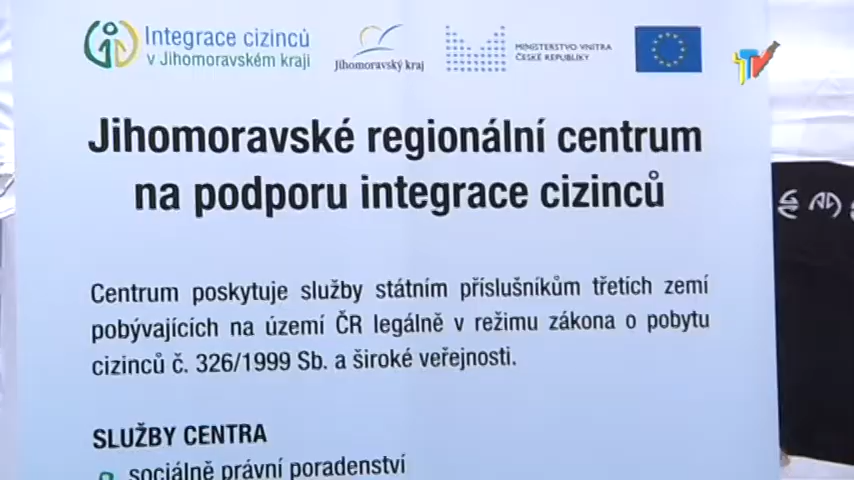 Integrace cizinců
v Jihomoravském kraji
Jihomoravský kraj
MINISTERSTVO VNITRA
ČESKÉ REPUBLIKY
TV
Jihomoravské regionální centrum
na podporu integrace cizinců
Centrum poskytuje služby státním příslušníkům třetích zemí
pobývajících na území ČR legálně v režimu zákona o pobytu
cizinců č. 326/1999 Sb. a široké veřejnosti.
SLUŽBY CENTRA
sociálně právní poradenství